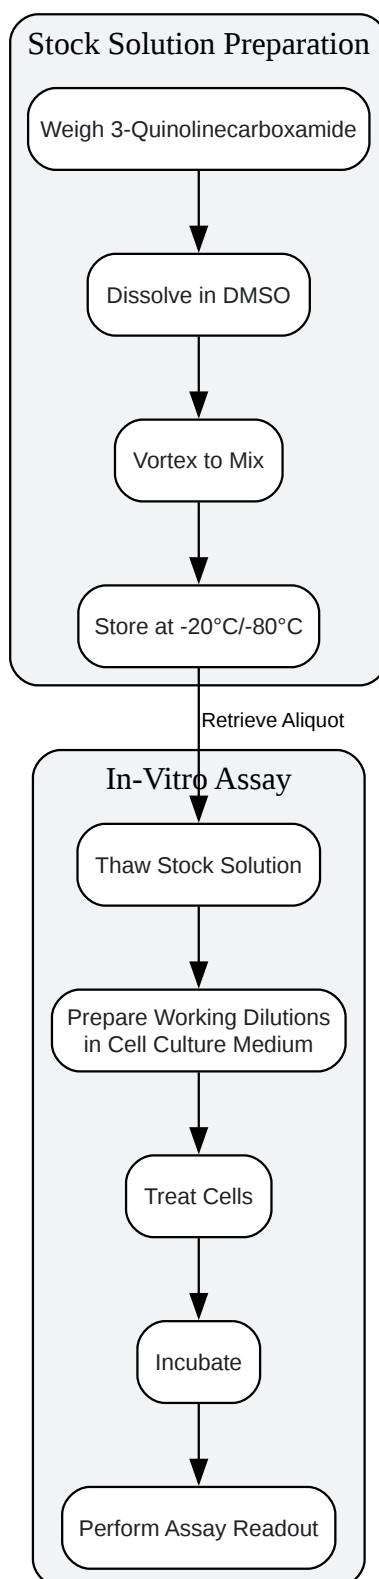 Stock Solution Preparation
Weigh 3-Quinolinecarboxamide
Dissolve in DMSO
Vortex to Mix
Store at -20°C/-80°C
Retrieve Aliquot
In-Vitro Assay
Thaw Stock Solution
Prepare Working Dilutions
in Cell Culture Medium
Treat Cells
Incubate
Perform Assay Readout